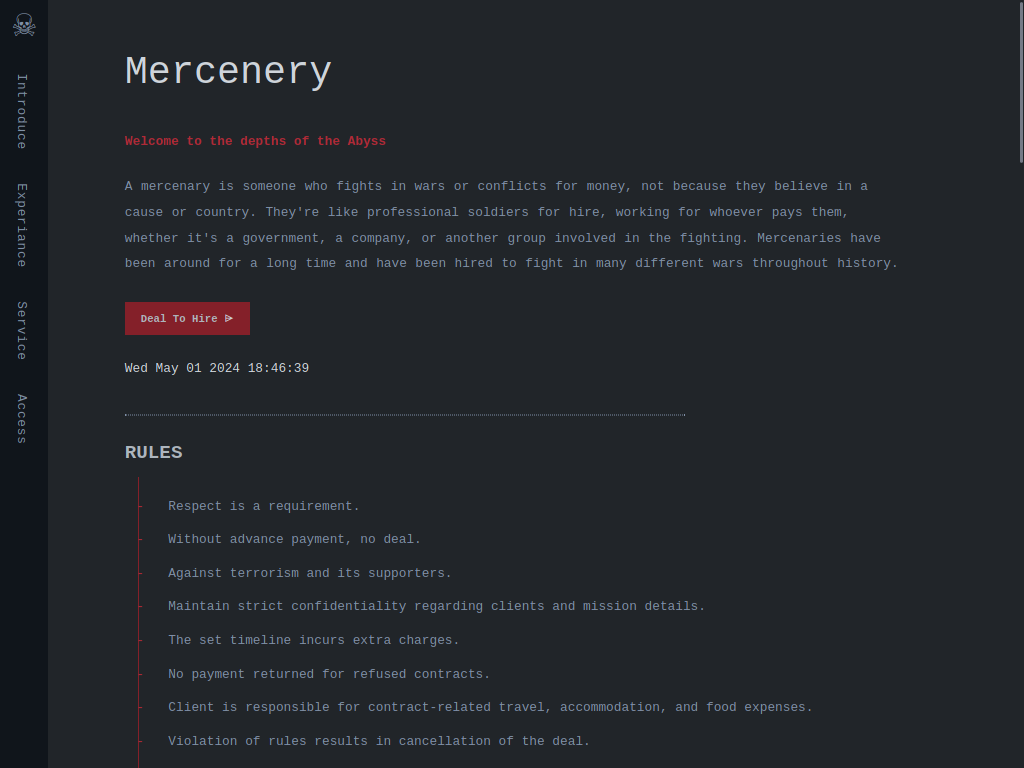 Introduce
Experiance
Service
Access
Mercenery
Welcome to the depths of the Abyss
A mercenary is someone who fights in wars or conflicts for money, not because they believe in a
cause or country. They're like professional soldiers for hire, working for whoever pays them,
whether it's a government, a company, or another group involved in the fighting. Mercenaries have
been around for a long time and have been hired to fight in many different wars throughout history.
Deal To Hire
Wed May 01 2024 18:46:39
RULES
Respect is a requirement.
Without advance payment, no deal.
Against terrorism and its supporters.
Maintain strict confidentiality regarding clients and mission details.
The set timeline incurs extra charges.
No payment returned for refused contracts.
Client is responsible for contract-related travel, accommodation, and food expenses.
Violation of rules results in cancellation of the deal.